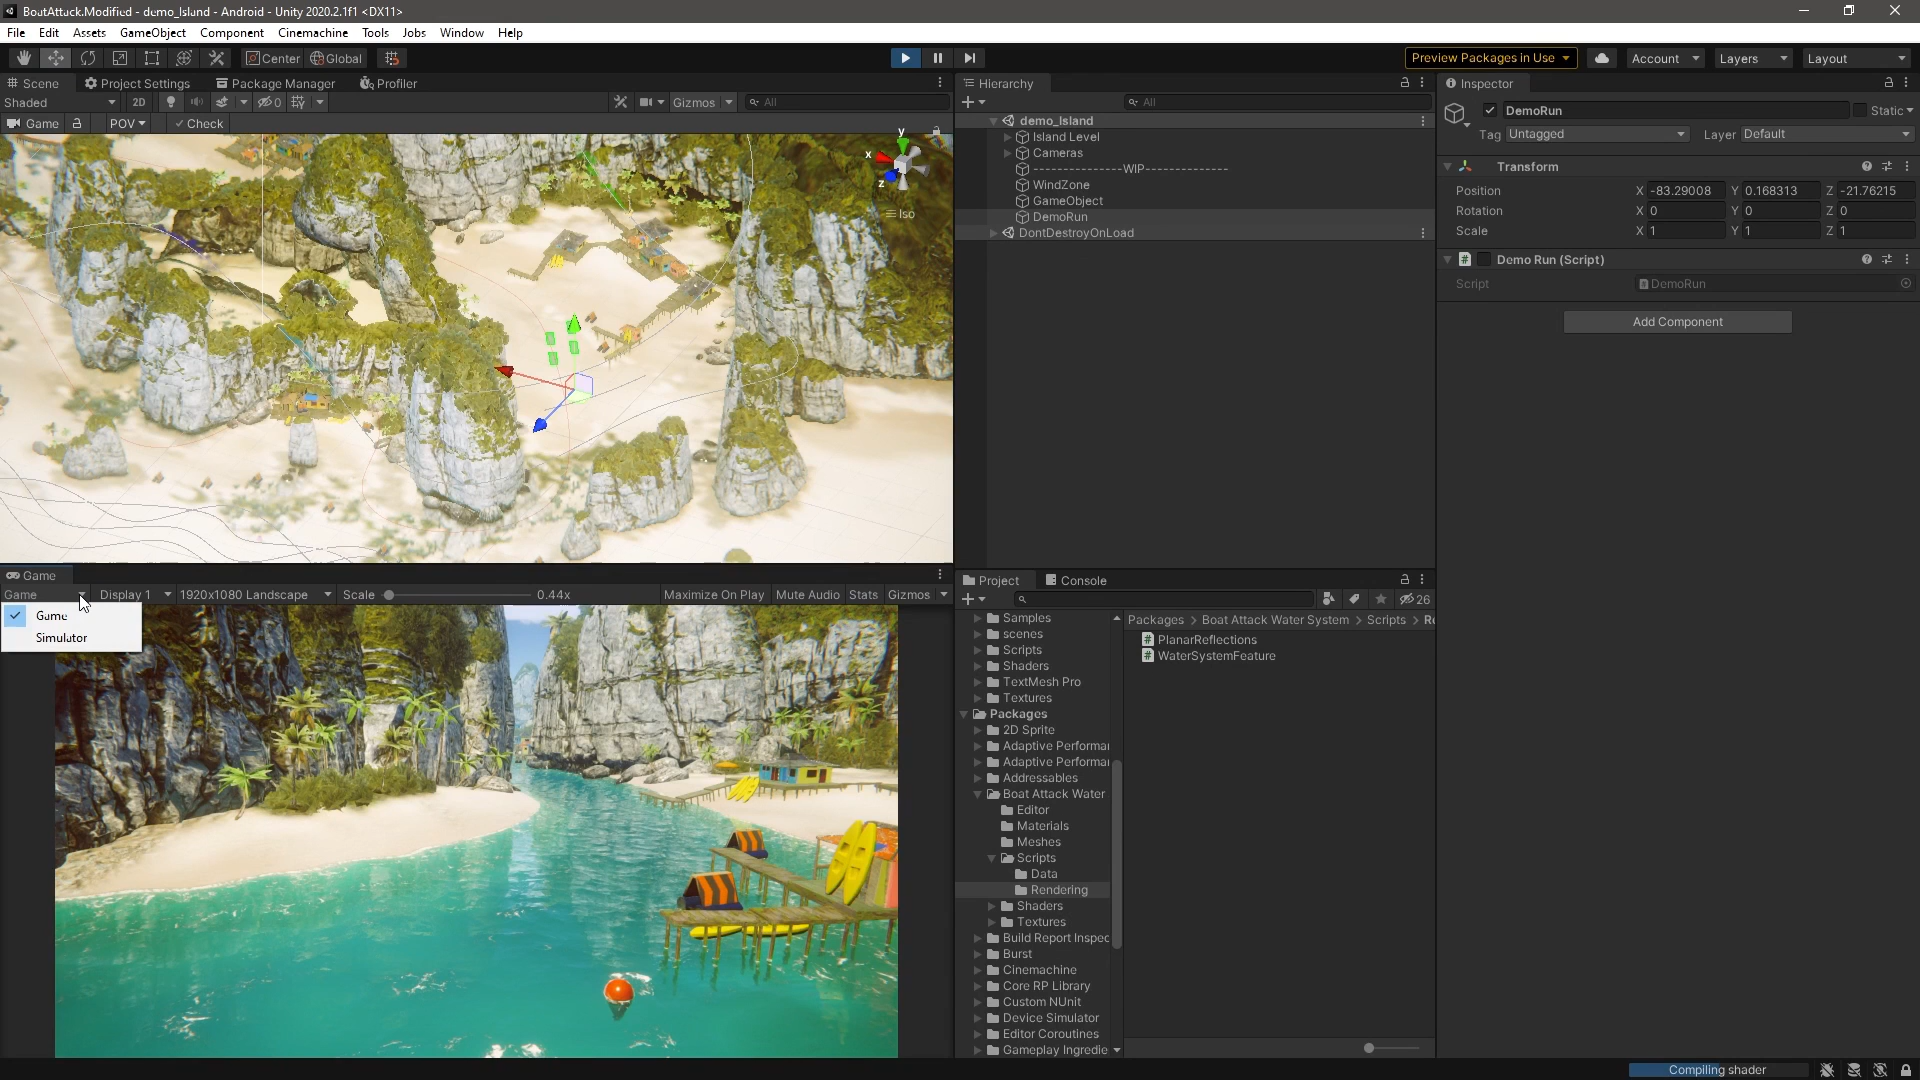 BoatAttack.Modified - demo_Island - Android - Unity 2020.2.1f1 <DX11>
File Edit Assets GameObject Component Cinemachine Tools Jobs Window Help
Center Global
Preview Packages in Use Account Layers Layout
Scene Project Settings Package Manager Profiler
Shaded 2D 0 Gizmos All
Game POV Check
y
x
z
Iso
Game
Game Display 1 1920x1080 Landscape Scale 0.44x Maximize On Play Mute Audio Stats Gizmos
Game
Simulator
Hierarchy
All
demo_Island
Island Level
Cameras
---------------WIP--------------
WindZone
GameObject
DemoRun
DontDestroyOnLoad
Project Console
26
Samples
scenes
Scripts
Shaders
TextMesh Pro
Textures
Packages
2D Sprite
Adaptive Performar
Adaptive Performar
Addressables
Boat Attack Water
Editor
Materials
Meshes
Scripts
Data
Rendering
Shaders
Textures
Build Report Inspec
Burst
Cinemachine
Core RP Library
Custom NUnit
Device Simulator
Editor Coroutines
Gameplay Ingredie
Packages > Boat Attack Water System > Scripts > R
PlanarReflections
WaterSystemFeature
Inspector
DemoRun Static
Tag Untagged Layer Default
Transform
Position X -83.29008 Y 0.168313 Z -21.76215
Rotation X 0 Y 0 Z 0
Scale X 1 Y 1 Z 1
# Demo Run (Script)
Script DemoRun
Add Component
Compiling shader